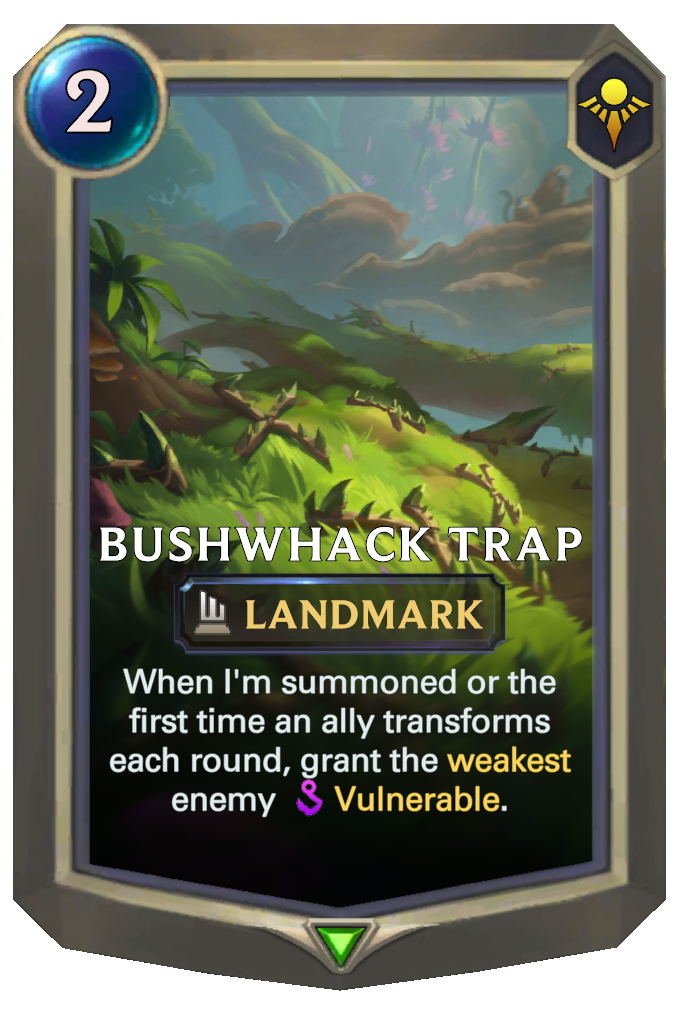 2
BUSHWHACK TRAP
LANDMARK
When I'm summoned or the
first time an ally transforms
each round, grant the weakest
enemy Vulnerable.